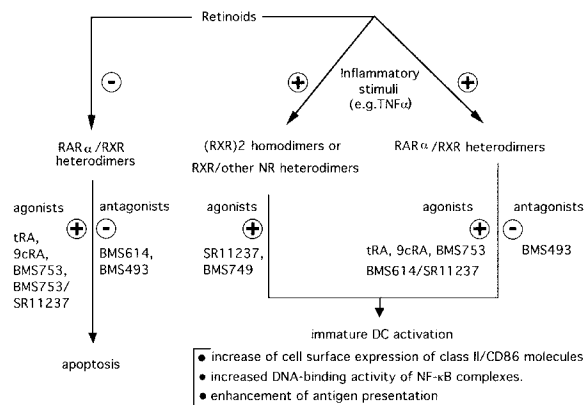 Retinoids
Inflammatory
stimuli
(e.g.TNFα)
RARα/RXR
heterodimers
(RXR)2 homodimers or
RXR/other NR heterodimers
RARα/RXR heterodimers
agonists
antagonists
tRA,
9cRA,
BMS753,
BMS753/
SR11237
BMS614,
BMS493
agonists
SR11237,
BMS749
agonists
antagonists
tRA, 9cRA, BMS753
BMS614/SR11237
BMS493
apoptosis
immature DC activation
• increase of cell surface expression of class II/CD86 molecules
• increased DNA-binding activity of NF-κB complexes.
• enhancement of antigen presentation